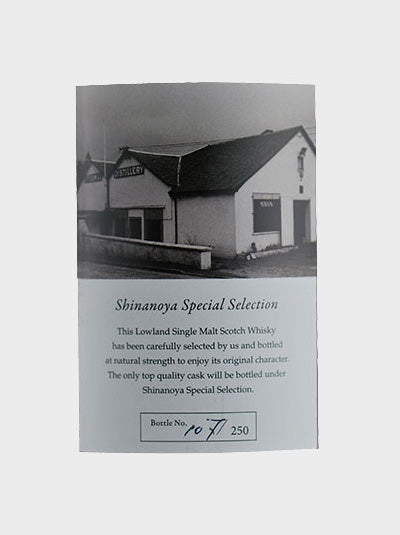 DISTILLERY
Shinanoya Special Selection
This Lowland Single Malt Scotch Whisky
has been carefully selected by us and bottled
at natural strength to enjoy its original character.
The only top quality cask will be bottled under
Shinanoya Special Selection.
Bottle No. 250